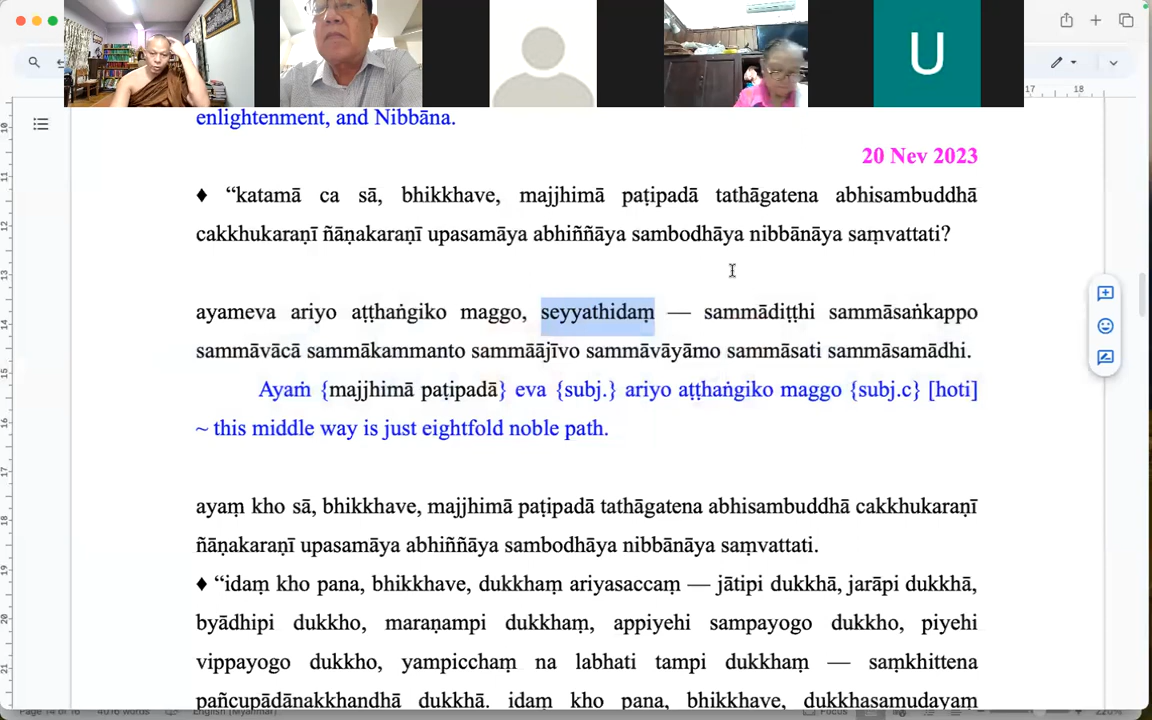 U
17 18
enlightenment, and Nibbāna.
20 Nev 2023
♦ “katamā ca sā, bhikkhave, majjhimā paṭipadā tathāgatena abhisambuddhā
cakkhukaraṇī ñāṇakaraṇī upasamāya abhiññāya sambodhāya nibbānāya saṃvattati?
ayameva ariyo aṭṭhaṅgiko maggo, seyyathidaṃ — sammādiṭṭhi sammāsaṅkappo
sammāvācā sammākammanto sammāājīvo sammāvāyāmo sammāsati sammāsamādhi.
Ayaṁ {majjhimā paṭipadā} eva {subj.} ariyo aṭṭhaṅgiko maggo {subj.c} [hoti]
~ this middle way is just eightfold noble path.
ayaṃ kho sā, bhikkhave, majjhimā paṭipadā tathāgatena abhisambuddhā cakkhukaraṇī
ñāṇakaraṇī upasamāya abhiññāya sambodhāya nibbānāya saṃvattati.
♦ “idaṃ kho pana, bhikkhave, dukkhaṃ ariyasaccaṃ — jātipi dukkhā, jarāpi dukkhā,
byādhipi dukkho, maraṇampi dukkhaṃ, appiyehi sampayogo dukkho, piyehi
vippayogo dukkho, yampicchaṃ na labhati tampi dukkhaṃ — saṃkhittena
pañcupādānakkhandhā dukkhā. idaṃ kho pana, bhikkhave, dukkhasamudayaṃ